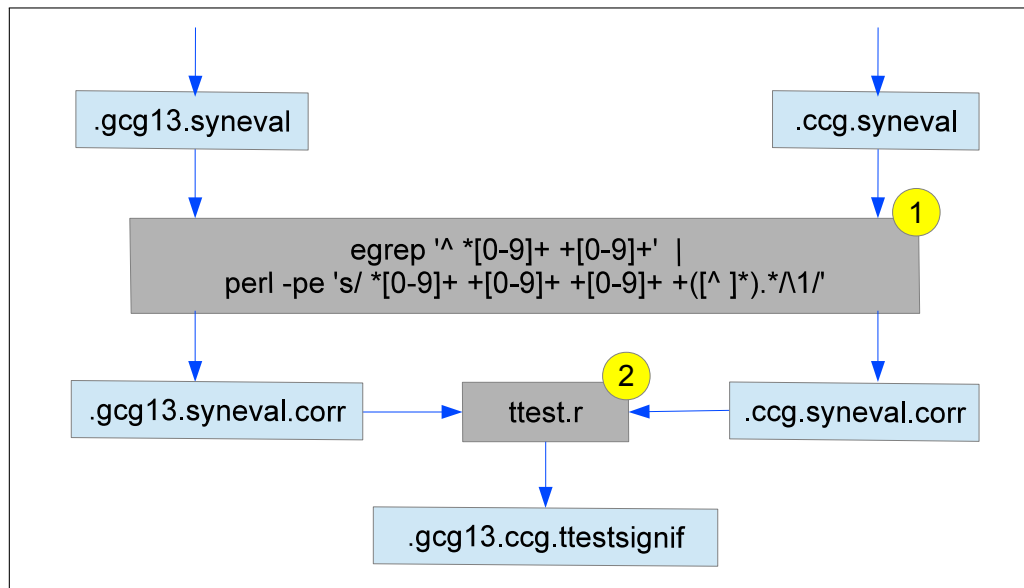 .gcg13.syneval
.ccg.syneval
1
egrep '^ *[0-9]+ +[0-9]+' |
perl -pe 's/ *[0-9]+ +[0-9]+ +[0-9]+ +([^ ]*).*/\1/'
2
.gcg13.syneval.corr
ttest.r
.ccg.syneval.corr
.gcg13.ccg.ttestsignif